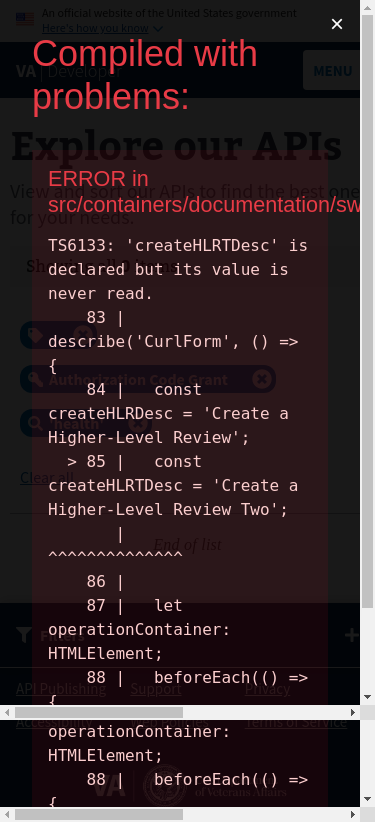 An official website of the United States government
Here's how you know
×
Compiled with
problems:
VA | Developer
MENU
Explore our APIs
ERROR in
src/containers/documentation/sw
View and sort our APIs to find the best one
for your needs.
TS6133: 'createHLRTDesc' is
declared but its value is
never read.
83 |
describe('CurlForm', () =>
{
84 |   const
createHLRDesc = 'Create a
Higher-Level Review';
> 85 |   const
createHLRTDesc = 'Create a
Higher-Level Review Two';
|
^^^^^^^^^^^^^^
86 |
87 |   let
operationContainer:
HTMLElement;
88 |   beforeEach(() =>
{
Authorization Code Grant
'health'
Clear all
End of list
Filters
API Publishing
Support
Privacy
Accessibility
Terms of Service
operationContainer:
HTMLElement;
88 |   beforeEach(() =>
{
VA
of Veterans Affairs